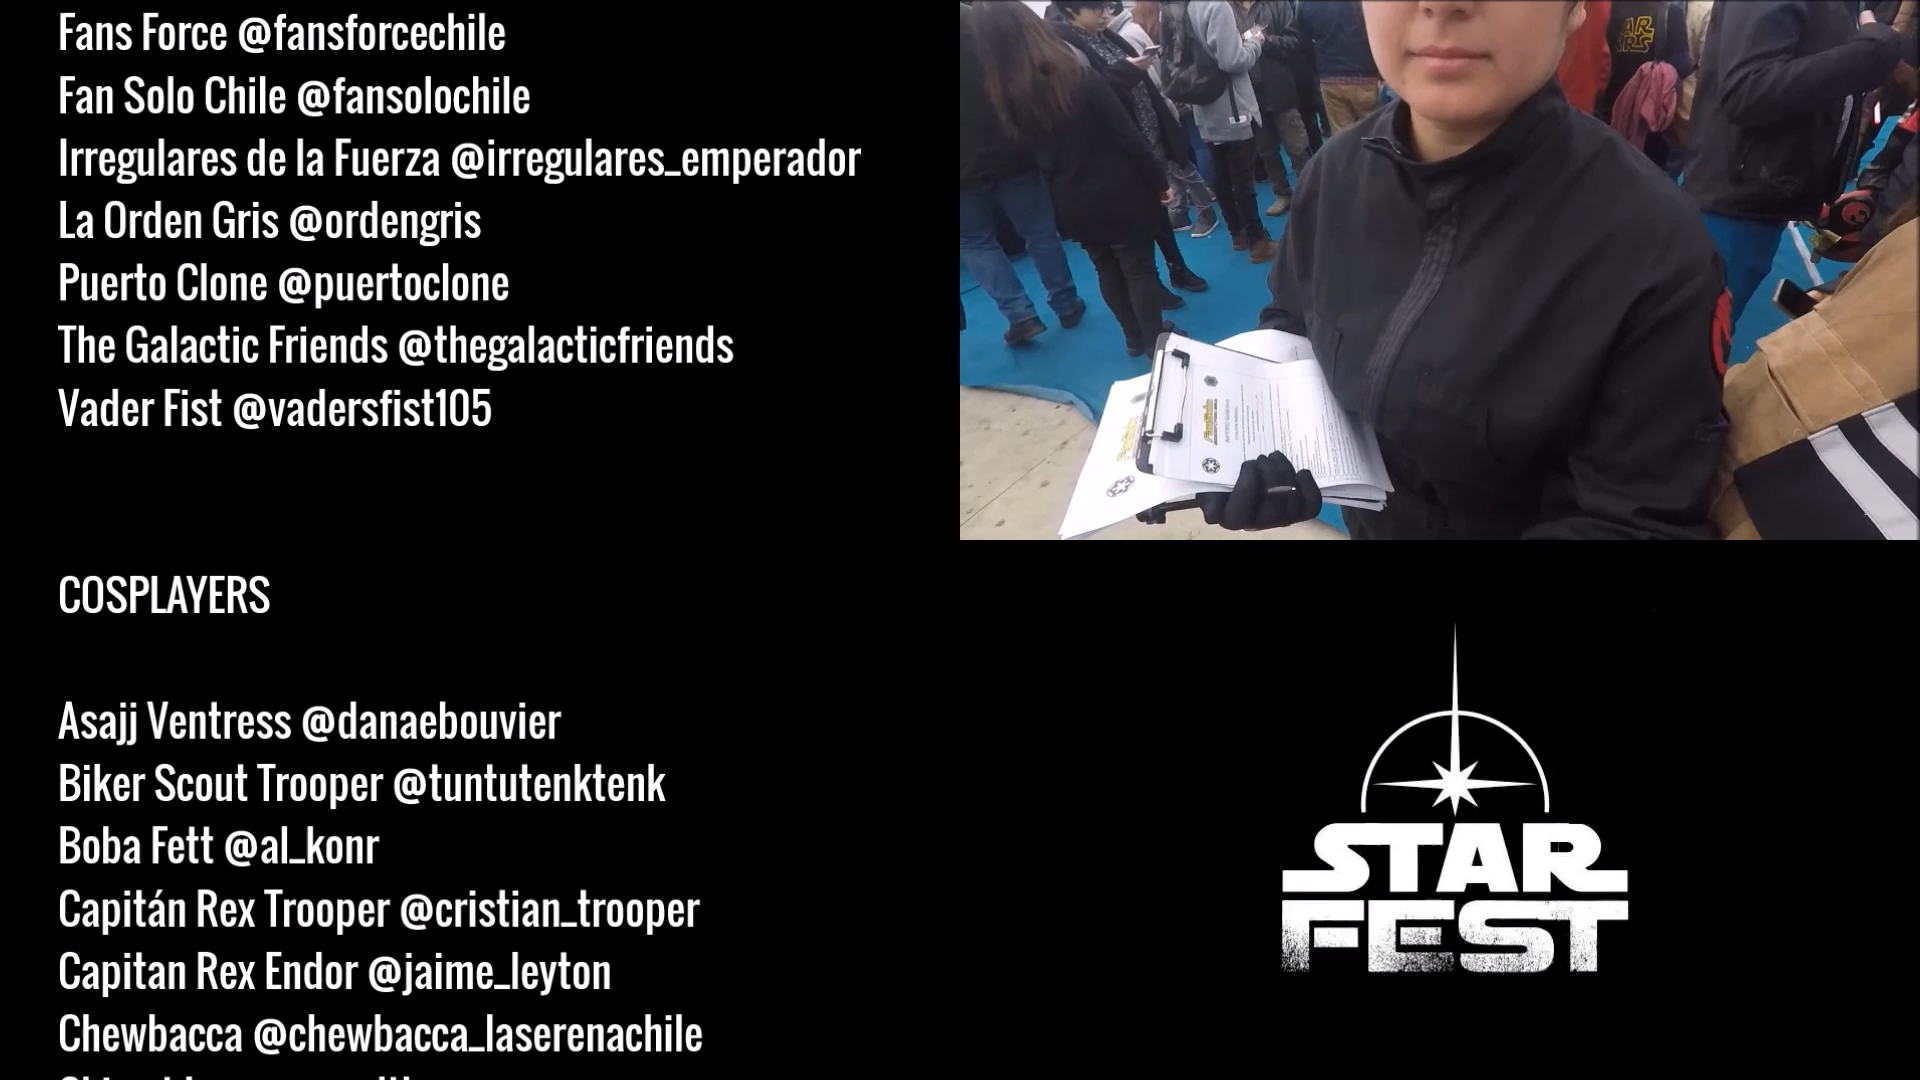 Fans Force @fansforcechile
Fan Solo Chile @fansolochile
Irregulares de la Fuerza @irregulares_emperador
La Orden Gris @ordengris
Puerto Clone @puertoclone
The Galactic Friends @thegalacticfriends
Vader Fist @vadersfist105
COSPLAYERS
Asajj Ventress @danaebouvier
Biker Scout Trooper @tuntutenktenk
Boba Fett @al_konr
Capitán Rex Trooper @cristian_trooper
Capitan Rex Endor @jaime_leyton
Chewbacca @chewbacca_laserenachile
STAR
FEST